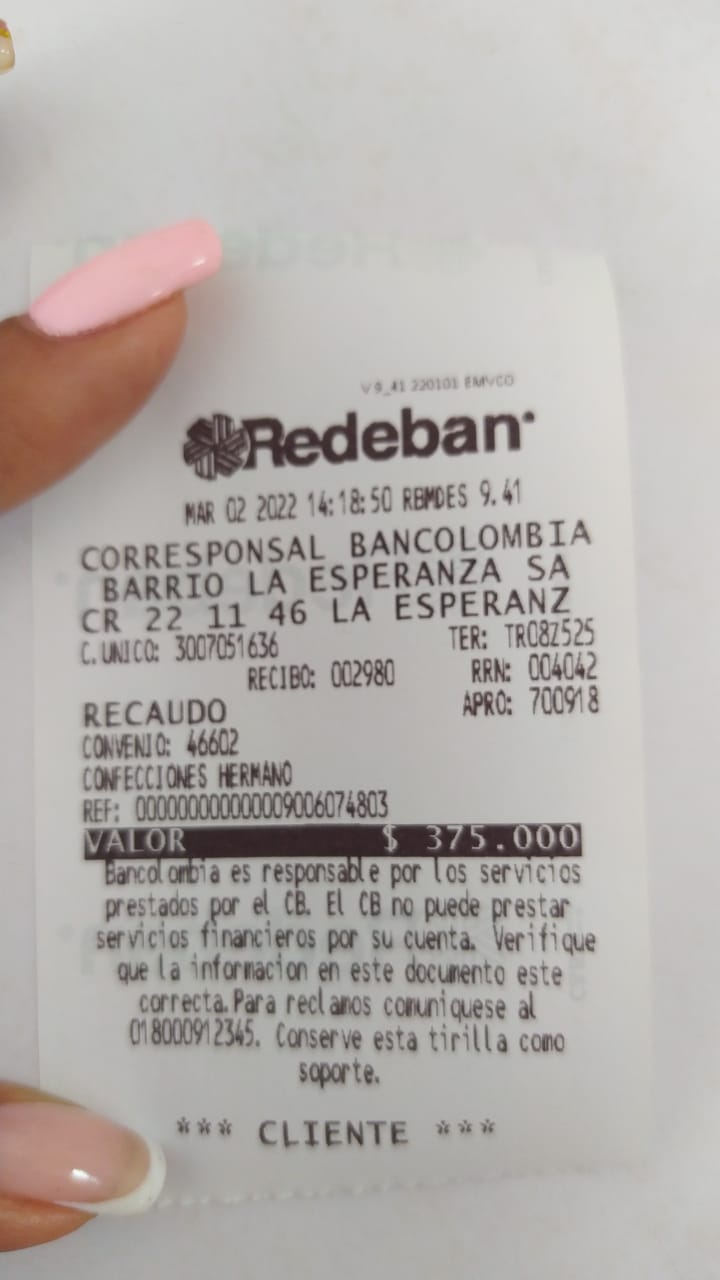 V9_41 220101 EMVCO
Redeban
MAR 02 2022 14:18:50 RBMDES 9.41
CORRESPONSAL BANCOLOMBIA
BARRIO LA ESPERANZA SA
CR 22 11 46 LA ESPERANZ
C.UNICO: 3007051636 TER: TR08Z525
RECIBO: 002980 RRN: 004042
RECAUDO APRO: 700918
CONVENIO: 46602
CONFECCIONES HERMANO
REF: 000000000000009006074803
VALOR $ 375.000
Bancolombia es responsable por los servicios
prestados por el CB. El CB no puede prestar
servicios financieros por su cuenta. Verifique
que la informacion en este documento este
correcta.Para reclamos comuniquese al
018000912345. Conserve esta tirilla como
soporte.
*** CLIENTE ***